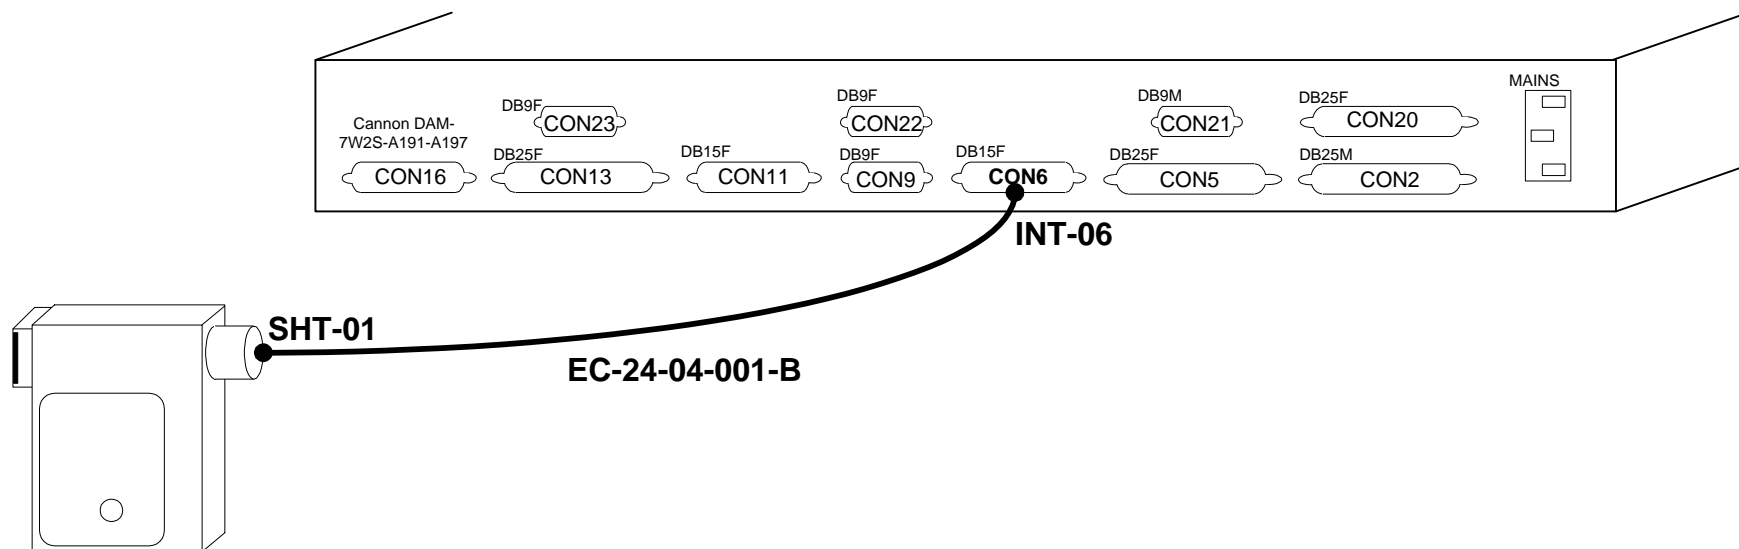 MAINS
DB9F
DB9F
DB9M
DB25F
CON23
CON22
CON21
CON20
Cannon DAM-
7W2S-A191-A197
DB25F
DB15F
DB9F
DB15F
DB25F
DB25M
CON16
CON13
CON11
CON9
CON6
CON5
CON2
INT-06
SHT-01
EC-24-04-001-B